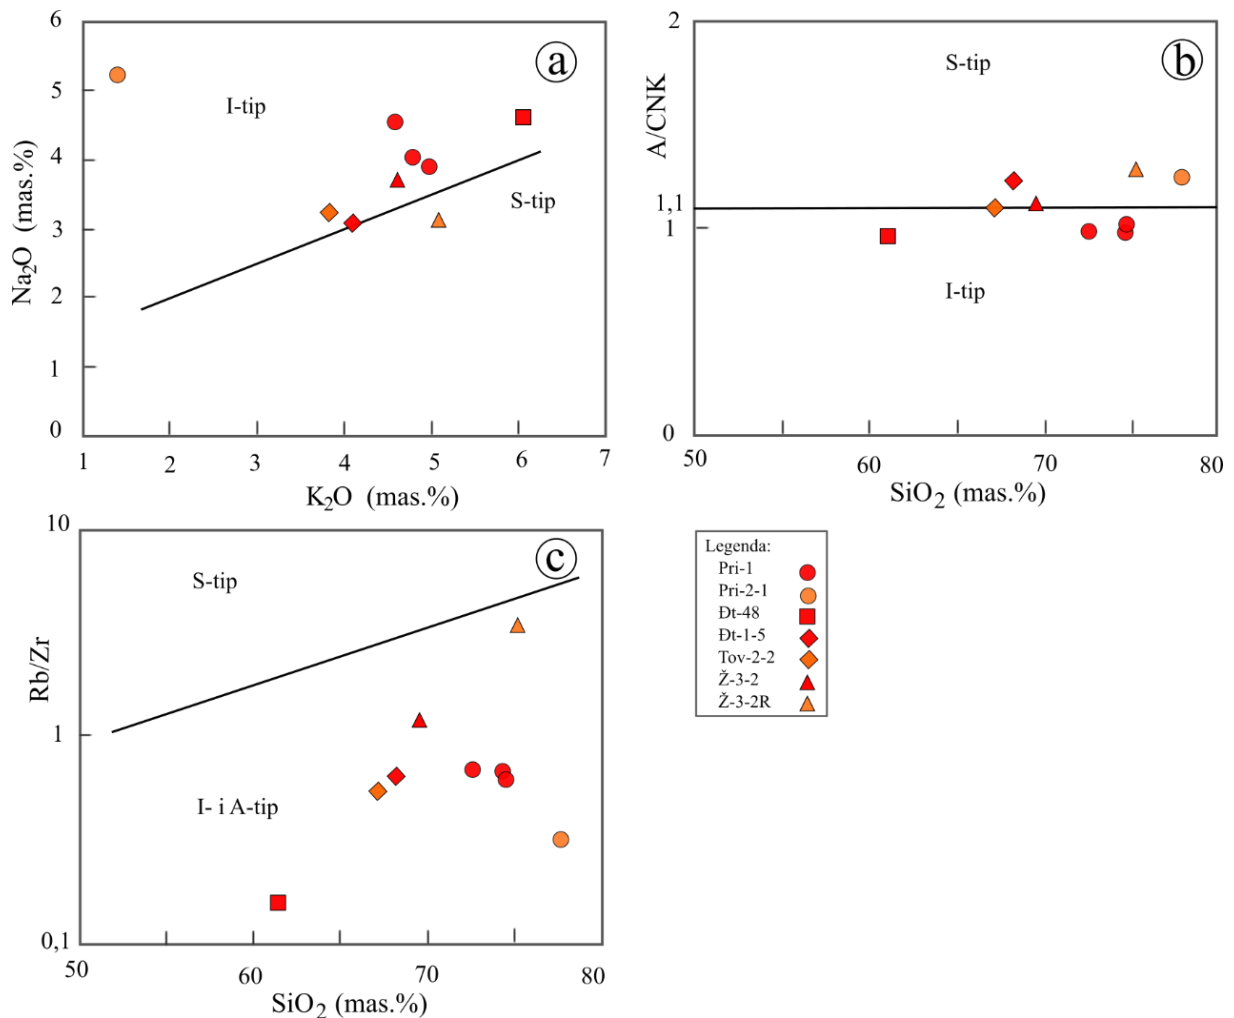 6
5
4
3
2
1
0
Na₂O (mas.%)
a
I-tip
S-tip
1 2 3 4 5 6 7
K₂O (mas.%)
2
1,1
1
0
A/CNK
b
S-tip
I-tip
50 60 70 80
SiO₂ (mas.%)
10
1
0,1
Rb/Zr
c
S-tip
I- i A-tip
50 60 70 80
SiO₂ (mas.%)
Legenda:
Pri-1
Pri-2-1
Đt-48
Đt-1-5
Tov-2-2
Ž-3-2
Ž-3-2R